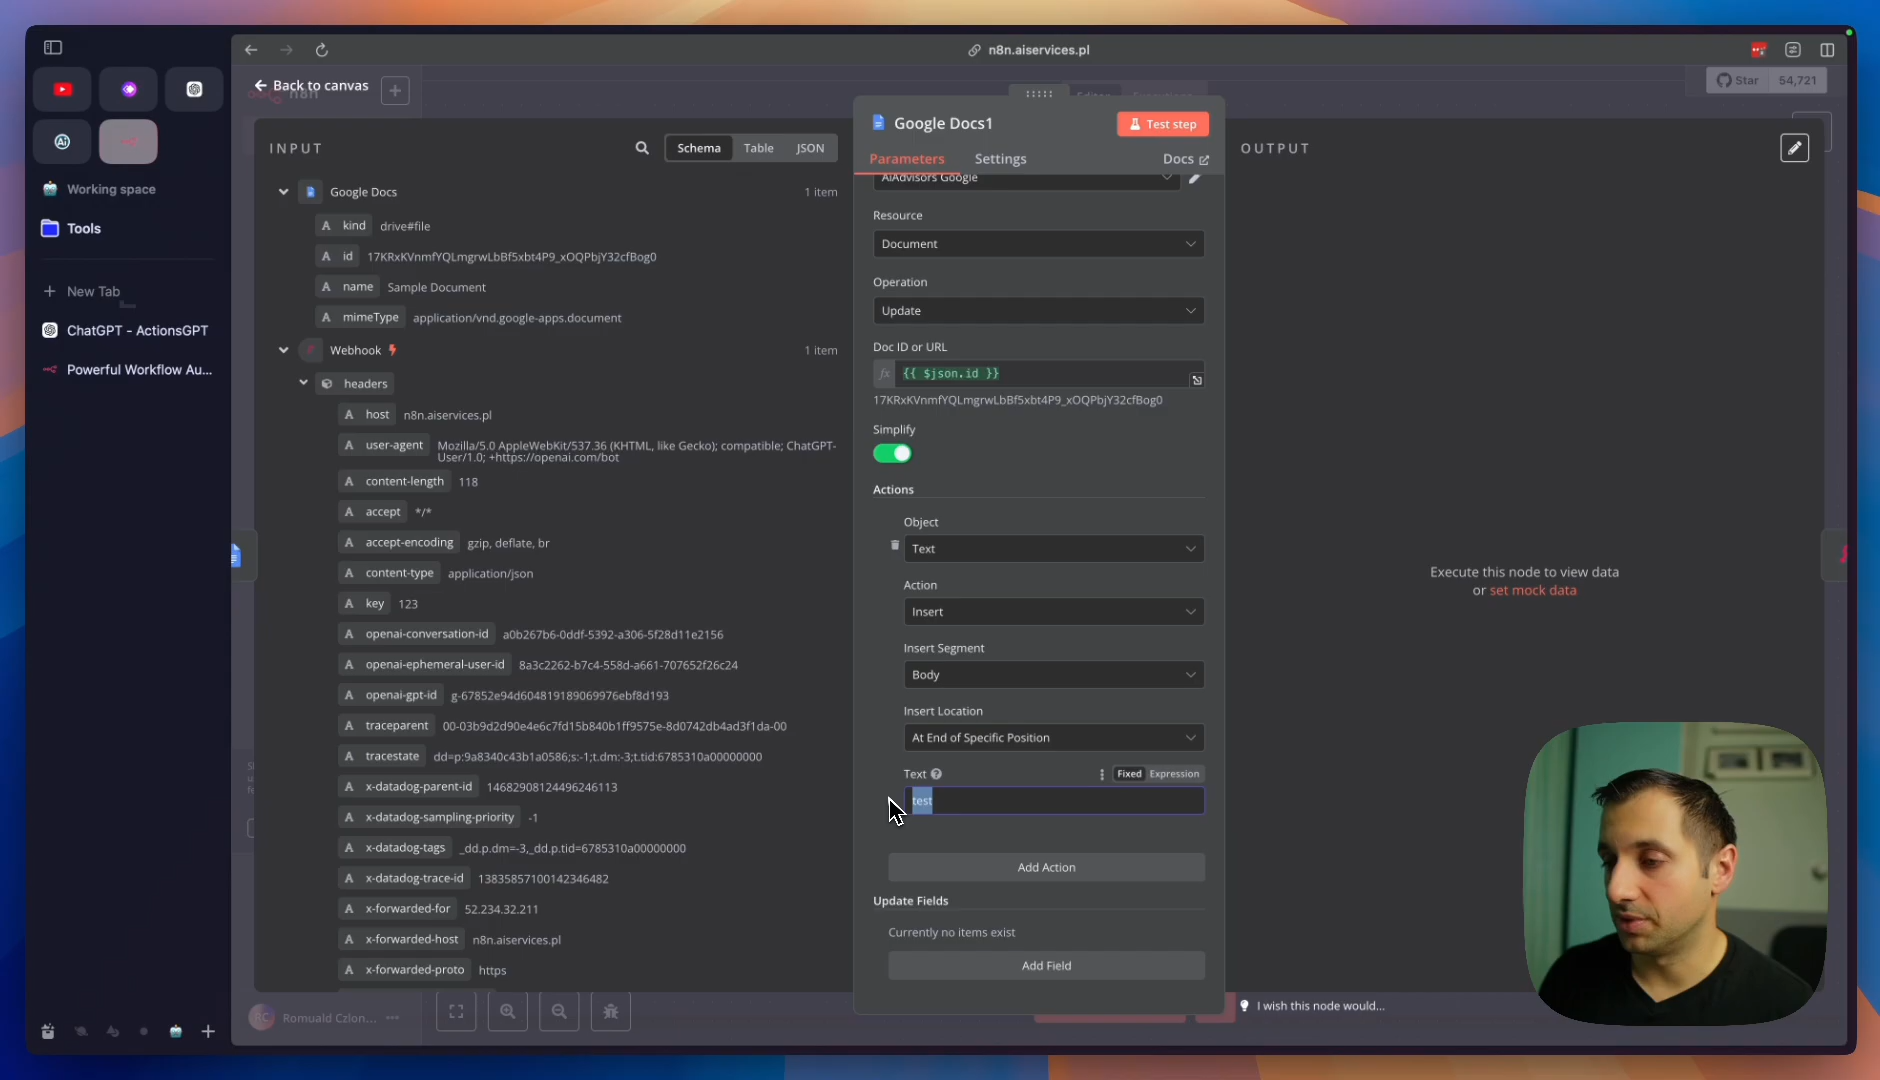 n8n.aiservices.pl
Back to canvas
Star 54,721
INPUT
Schema Table JSON
Google Docs1
Test step
Parameters Settings Docs
OUTPUT
Working space
Tools
New Tab
ChatGPT - ActionsGPT
Powerful Workflow Au...
Google Docs 1 item
A kind drive#file
A id 17KRxKVnmfYQLmgrwLbBf5xbt4P9_xOQPbjY32cfBog0
A name Sample Document
A mimeType application/vnd.google-apps.document
Webhook 1 item
headers
A host n8n.aiservices.pl
A user-agent Mozilla/5.0 AppleWebKit/537.36 (KHTML, like Gecko); compatible; ChatGPT-
User/1.0; +https://openai.com/bot
A content-length 118
A accept */*
A accept-encoding gzip, deflate, br
A content-type application/json
A key 123
A openai-conversation-id a0b267b6-0ddf-5392-a306-5f28d11e2156
A openai-ephemeral-user-id 8a3c2262-b7c4-558d-a661-707652f26c24
A openai-gpt-id g-67852e94d604819189069976ebf8d193
A traceparent 00-03b9d2d90e4e6c7fd15b840b1ff9575e-8d0742db4ad3f1da-00
A tracestate dd=p:9a8340c43b1a0586;s:-1;t.dm:-3;t.tid:6785310a00000000
A x-datadog-parent-id 14682908124496246113
A x-datadog-sampling-priority -1
A x-datadog-tags _dd.p.dm=-3,_dd.p.tid=6785310a00000000
A x-datadog-trace-id 13835857100142346482
A x-forwarded-for 52.234.32.211
A x-forwarded-host n8n.aiservices.pl
A x-forwarded-proto https
AiAdvisors Google
Resource
Document
Operation
Update
Doc ID or URL
fx {{ $json.id }}
17KRxKVnmfYQLmgrwLbBf5xbt4P9_xOQPbjY32cfBog0
Simplify
Actions
Object
Text
Action
Insert
Insert Segment
Body
Insert Location
At End of Specific Position
Text Fixed Expression
test
Add Action
Update Fields
Currently no items exist
Add Field
Execute this node to view data
or set mock data
I wish this node would...
RC Romuald Czlon...